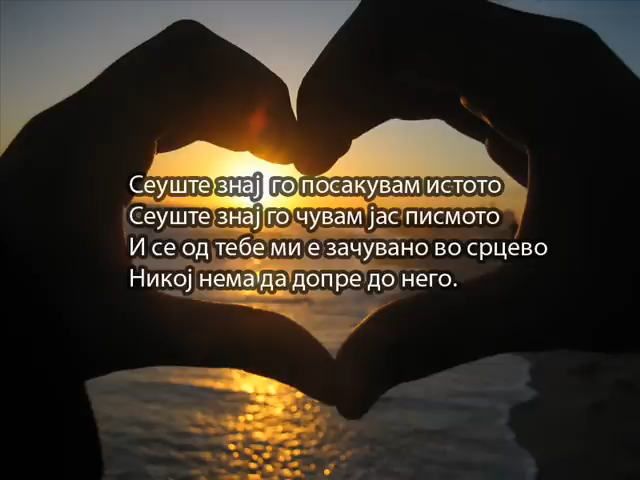 Сеуште знај  го посакувам истото
Сеуште знај го чувам јас писмото
И се од тебе ми е зачувано во срцево
Никој нема да допре до него.